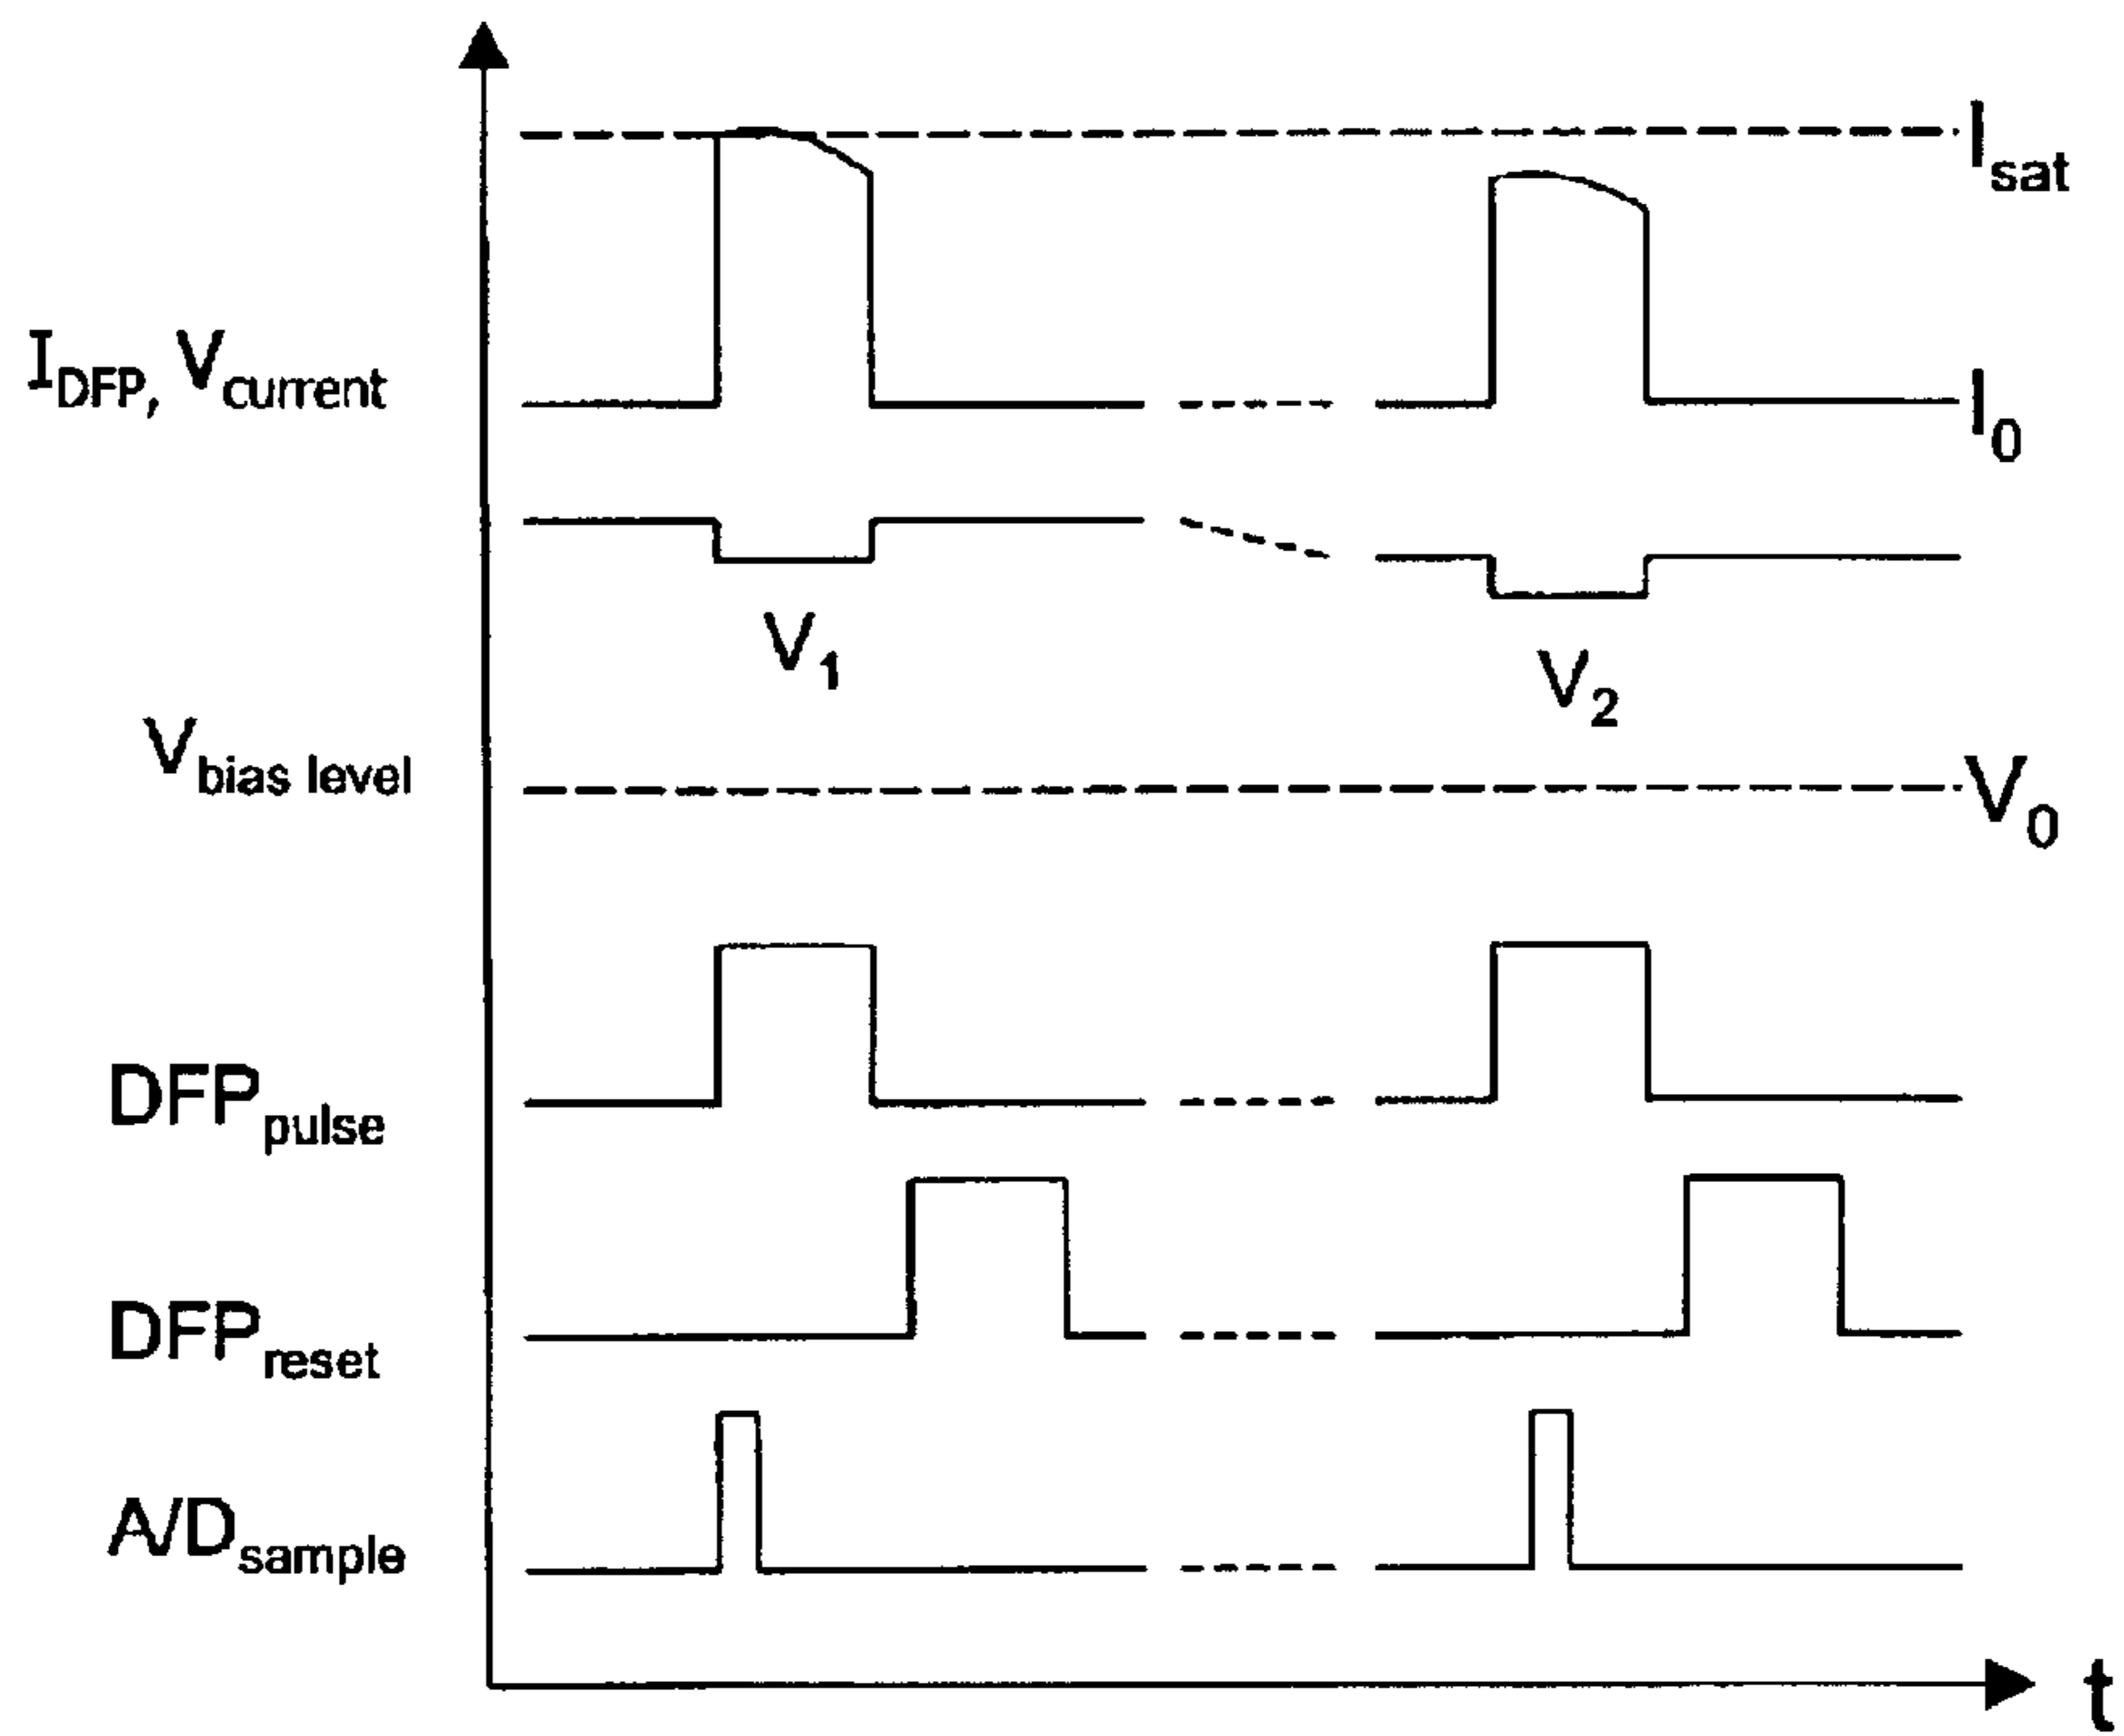 I_sat
I_DFP, V_current
I_0
V_1
V_2
V_bias level
V_0
DFP_pulse
DFP_reset
A/D_sample
t